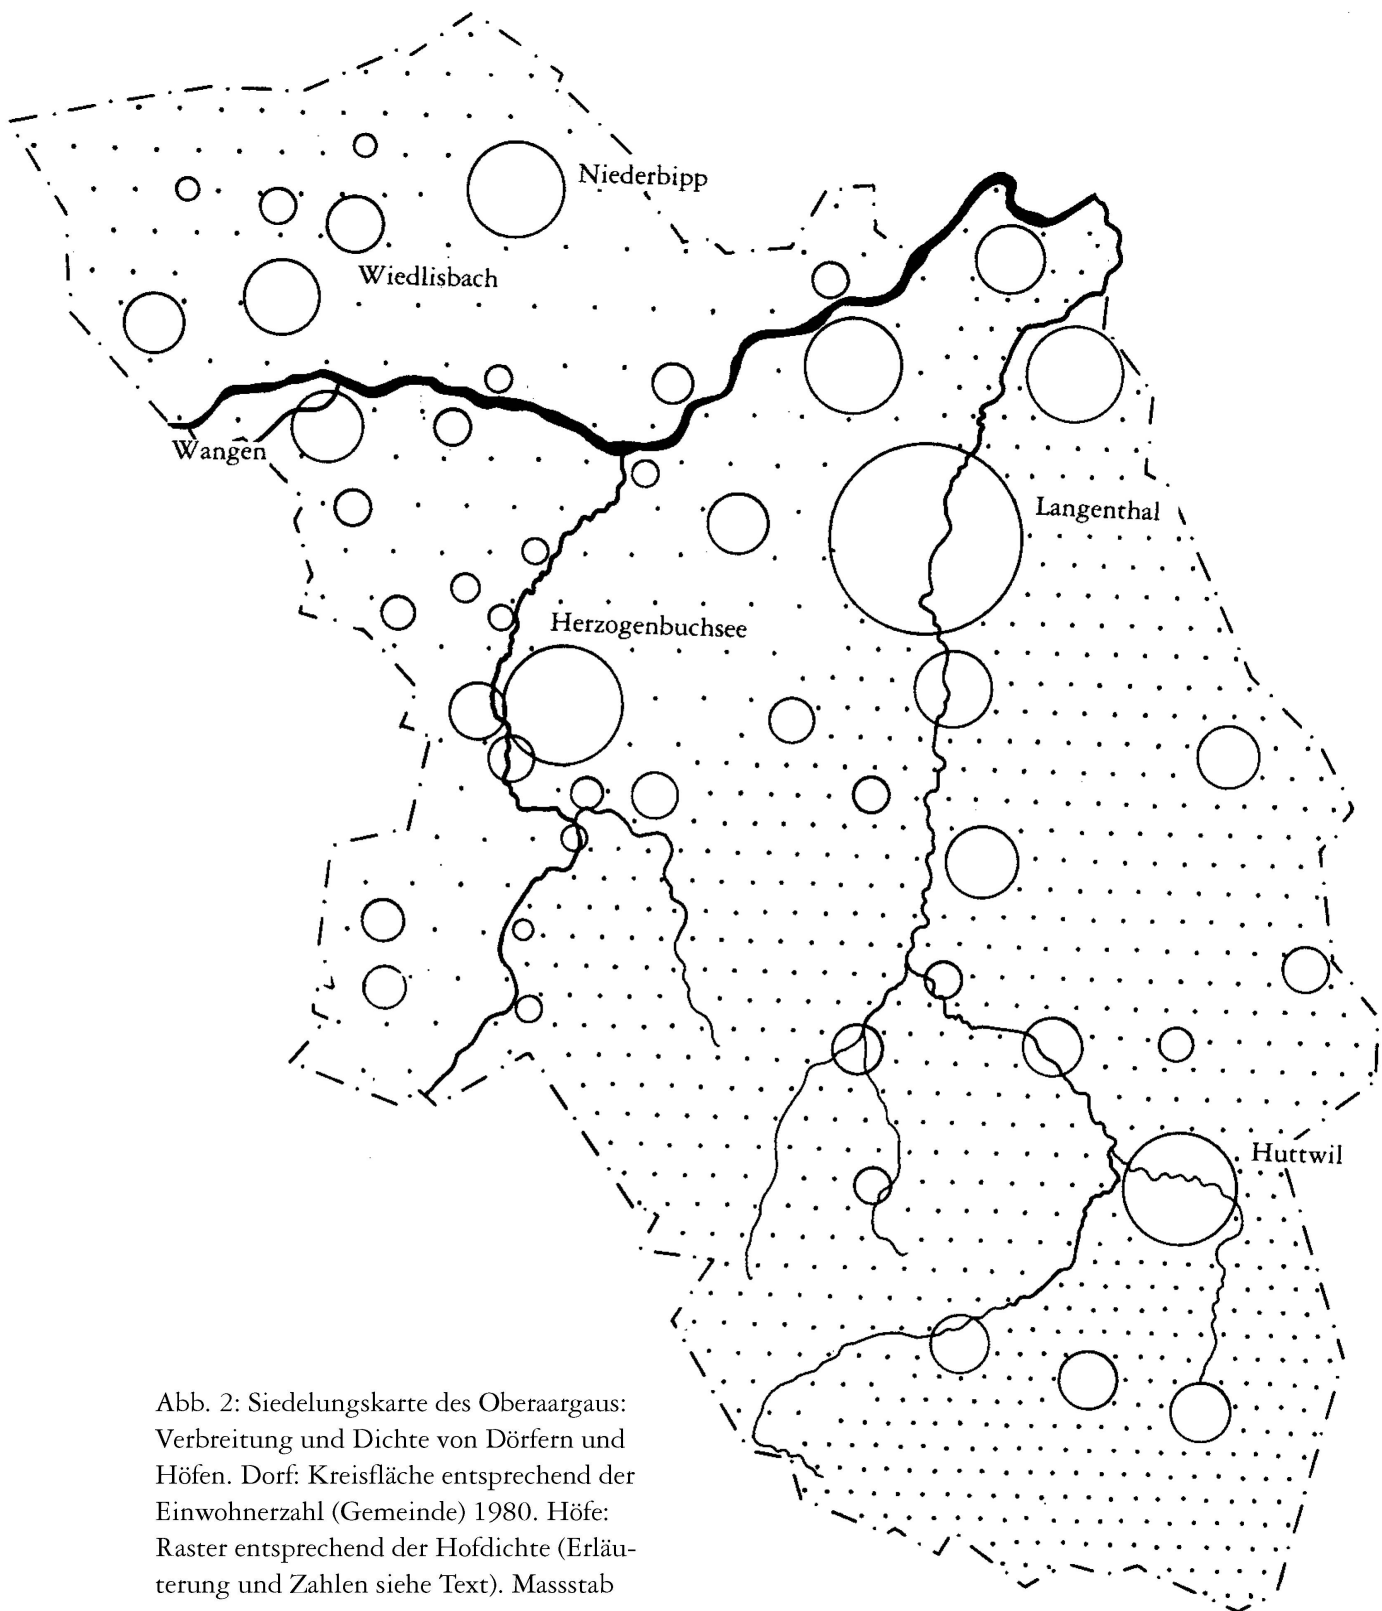 Niederbipp
Wiedlisbach
Wangen
Langenthal
Herzogenbuchsee
Huttwil
Abb. 2: Siedelungskarte des Oberaargaus:
Verbreitung und Dichte von Dörfern und
Höfen. Dorf: Kreisfläche entsprechend der
Einwohnerzahl (Gemeinde) 1980. Höfe:
Raster entsprechend der Hofdichte (Erläu-
terung und Zahlen siehe Text). Massstab